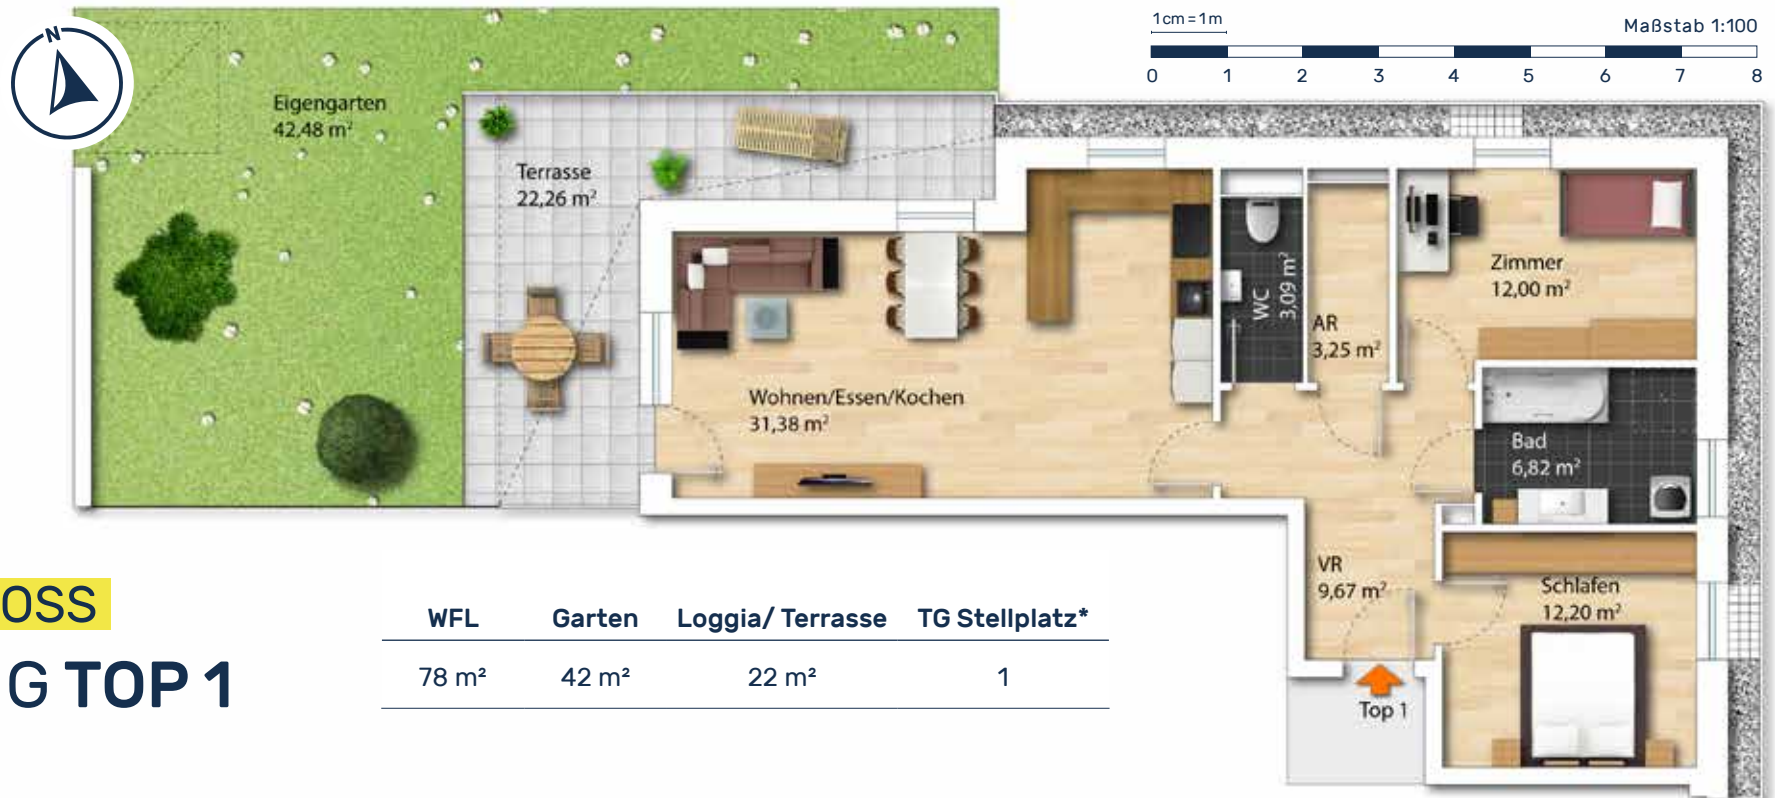 N
1 cm = 1 m
Maßstab 1:100
0 1 2 3 4 5 6 7 8
Eigengarten
42,48 m²
Terrasse
22,26 m²
Wohnen/Essen/Kochen
31,38 m²
WC
3,09 m²
AR
3,25 m²
Zimmer
12,00 m²
Bad
6,82 m²
VR
9,67 m²
Schlafen
12,20 m²
Top 1
OSS
G TOP 1
WFL Garten Loggia/ Terrasse TG Stellplatz*
78 m² 42 m² 22 m² 1